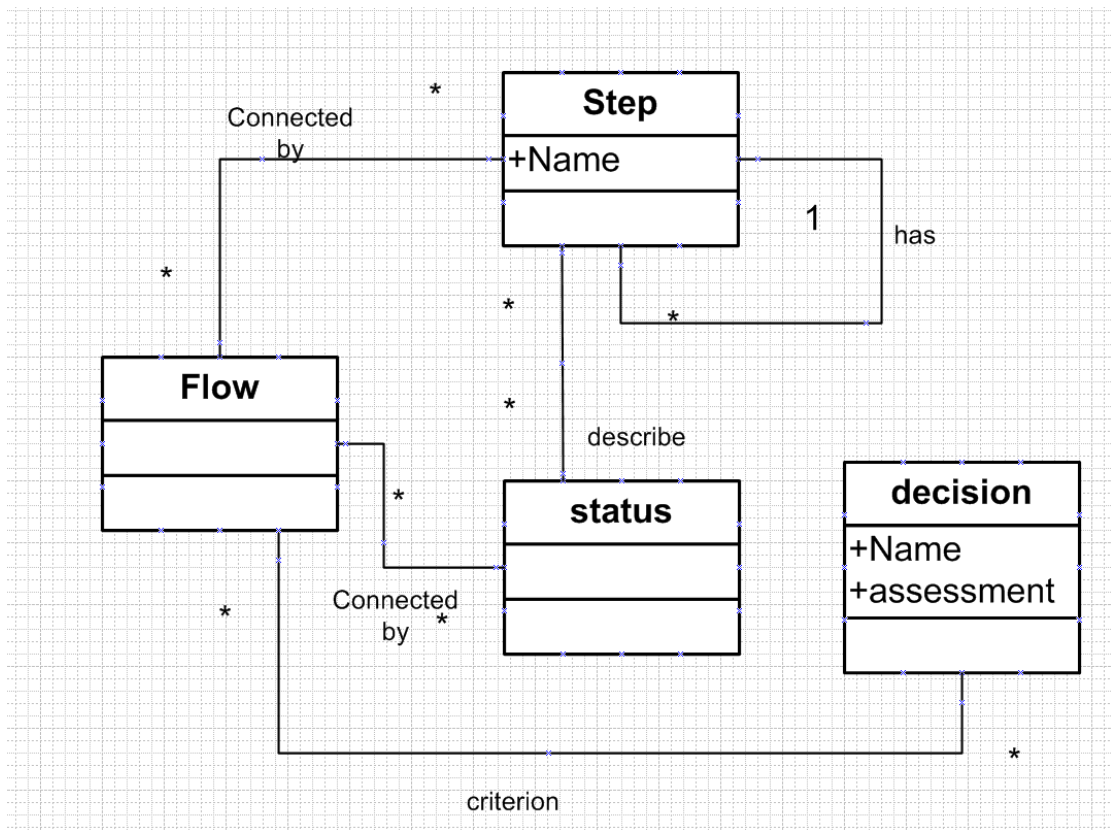 *
Step
Connected
by
+Name
1
has
*
*
*
Flow
*
describe
decision
*
status
+Name
+assessment
Connected
by *
*
*
criterion